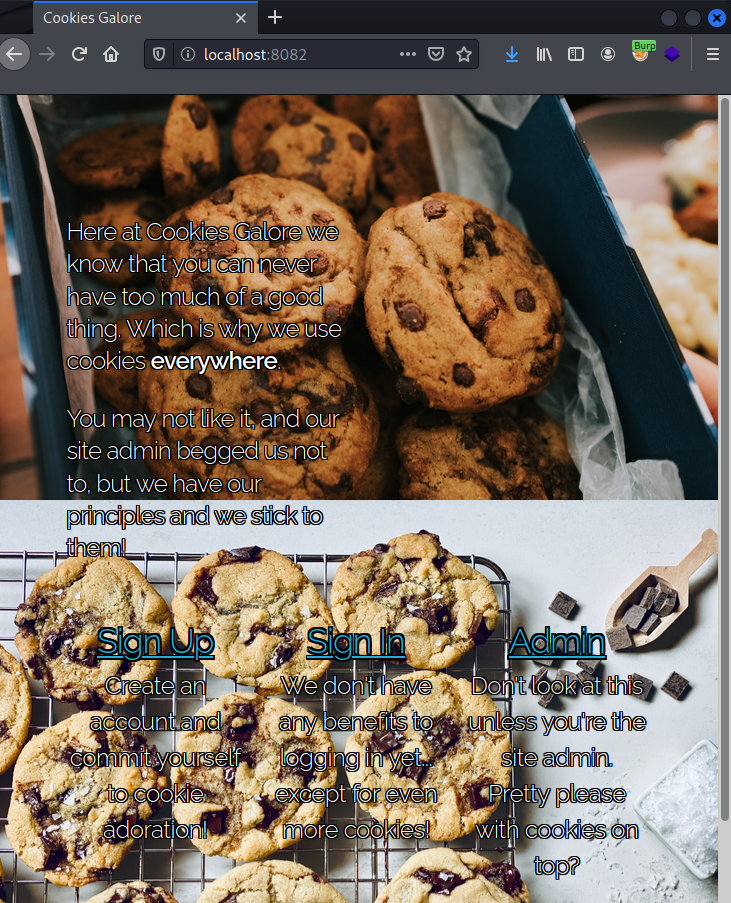 Cookies Galore
localhost:8082
Burp
Here at Cookies Galore we
know that you can never
have too much of a good
thing. Which is why we use
cookies everywhere.
You may not like it, and our
site admin begged us not
to, but we have our
principles and we stick to
them!
Sign Up
Create an
account and
commit yourself
to cookie
adoration!
Sign In
We don't have
any benefits to
logging in yet...
except for even
more cookies!
Admin
Don't look at this
unless you're the
site admin.
Pretty please
with cookies on
top?